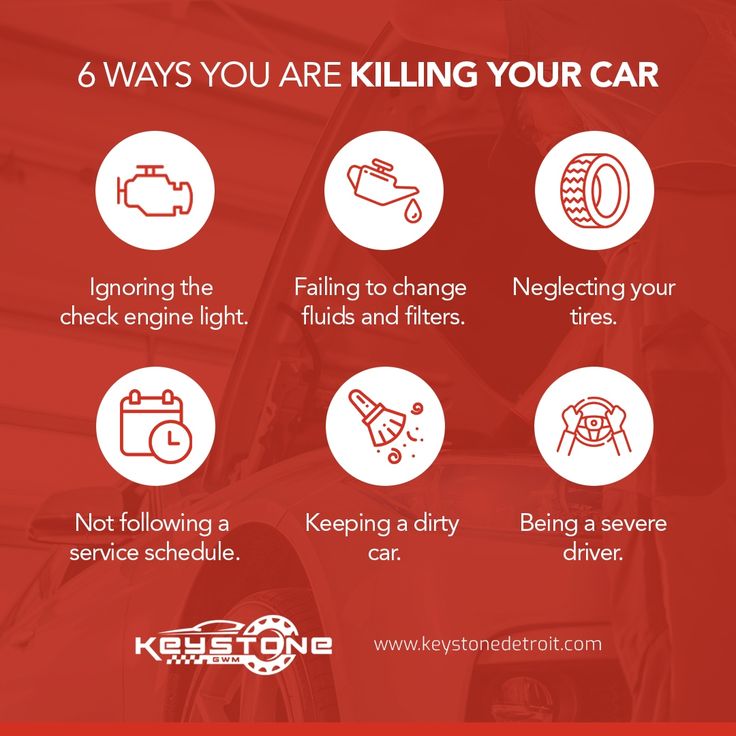 6 WAYS YOU ARE KILLING YOUR CAR
Ignoring the
check engine light.
Failing to change
fluids and filters.
Neglecting your
tires.
Not following a
service schedule.
Keeping a dirty
car.
Being a severe
driver.
KEYSTONE
GWM
www.keystonedetroit.com